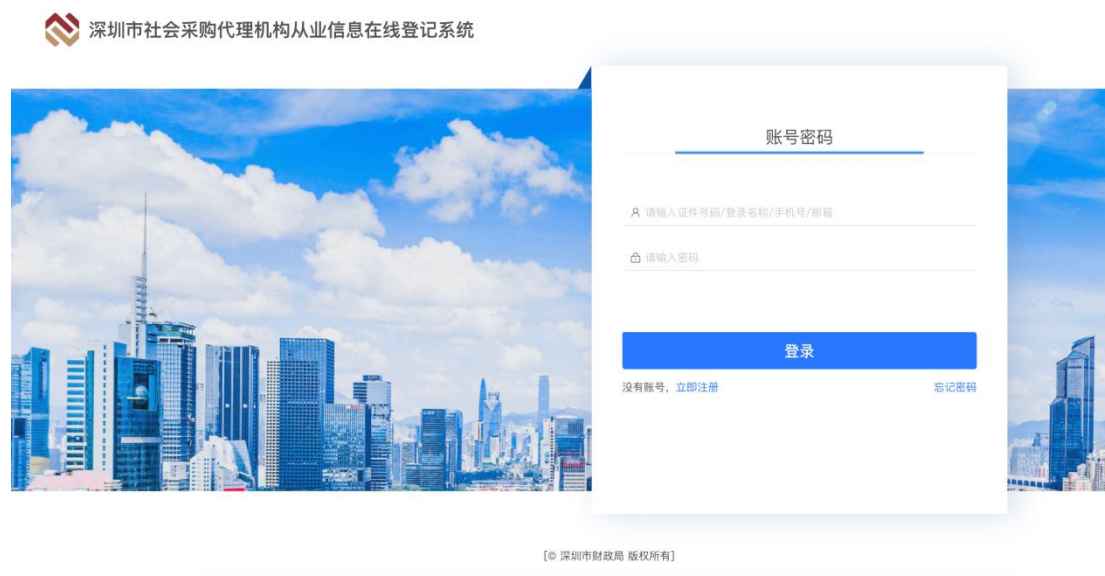 深圳市社会采购代理机构从业信息在线登记系统
账号密码
请输入证件号码/登录名称/手机号/邮箱
请输入密码
登录
没有账号，立即注册
忘记密码
[© 深圳市财政局 版权所有]